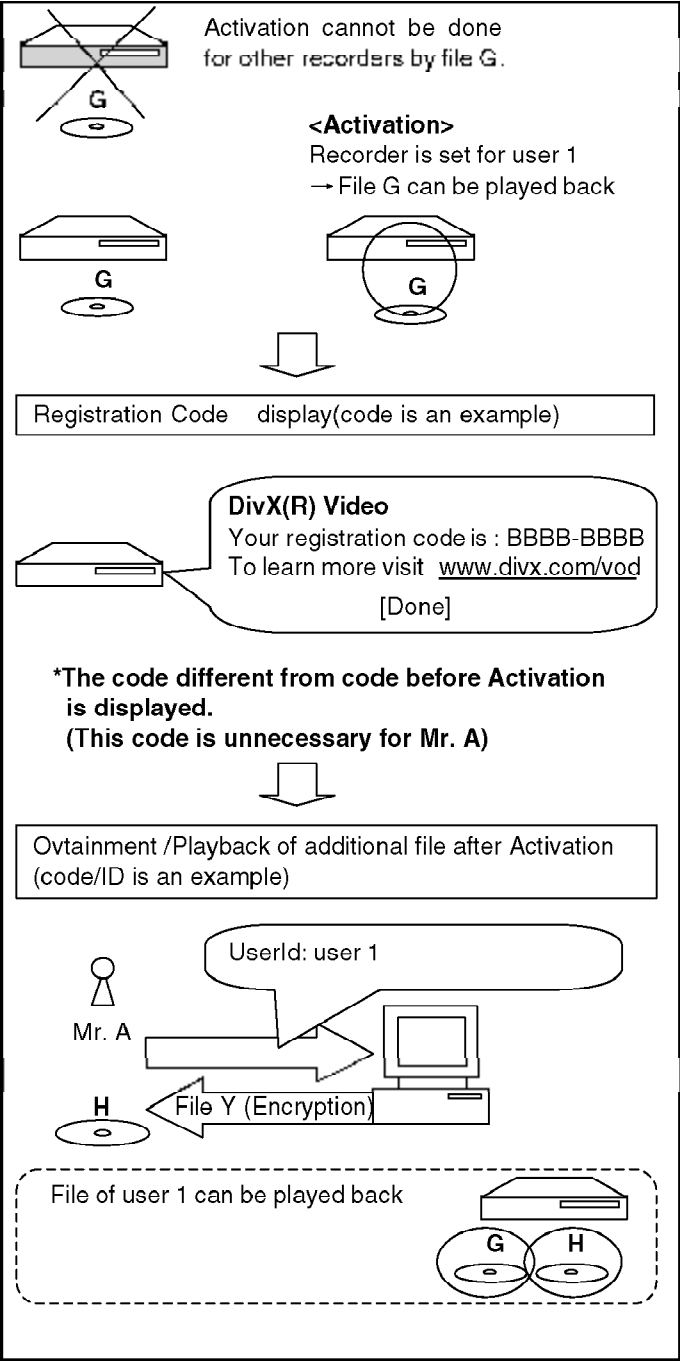 Activation cannot be done
for other recorders by file G.
G
<Activation>
Recorder is set for user 1
→ File G can be played back
G
G
Registration Code display(code is an example)
DivX(R) Video
Your registration code is : BBBB-BBBB
To learn more visit www.divx.com/vod
[Done]
*The code different from code before Activation
is displayed.
(This code is unnecessary for Mr. A)
Ovtainment /Playback of additional file after Activation
(code/ID is an example)
UserId: user 1
Mr. A
H
File Y (Encryption)
File of user 1 can be played back
G H